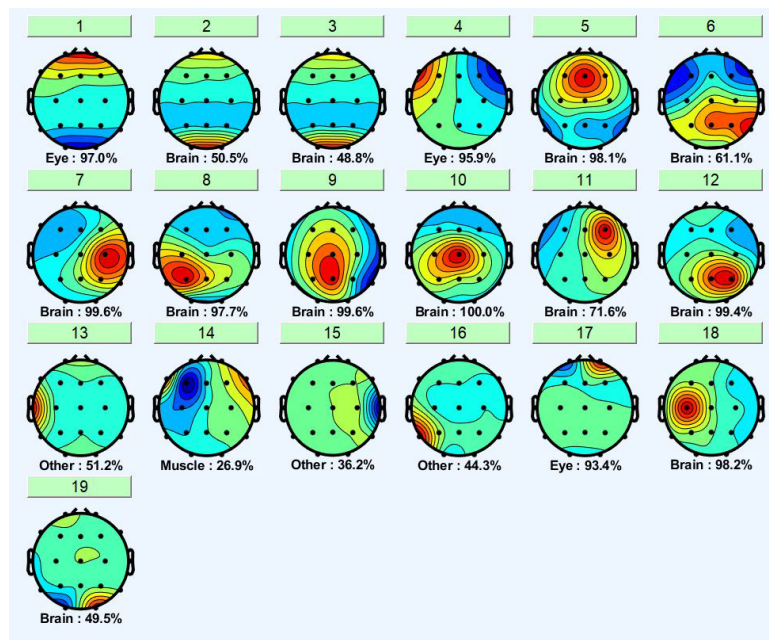 1 2 3 4 5 6
Eye : 97.0% Brain : 50.5% Brain : 48.8% Eye : 95.9% Brain : 98.1% Brain : 61.1%
7 8 9 10 11 12
Brain : 99.6% Brain : 97.7% Brain : 99.6% Brain : 100.0% Brain : 71.6% Brain : 99.4%
13 14 15 16 17 18
Other : 51.2% Muscle : 26.9% Other : 36.2% Other : 44.3% Eye : 93.4% Brain : 98.2%
19
Brain : 49.5%